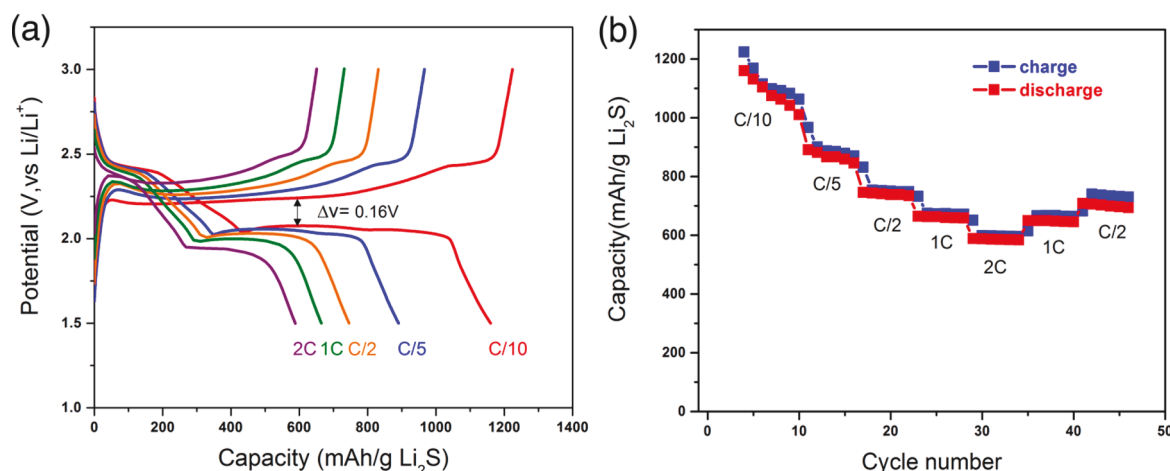 (a)
Potential (V,vs Li/Li⁺)
3.0
2.5
2.0
1.5
1.0
ΔV= 0.16V
2C 1C C/2 C/5 C/10
0 200 400 600 800 1000 1200 1400
Capacity (mAh/g Li₂S)
(b)
Capacity(mAh/g Li₂S)
1200
1000
800
600
400
200
0
charge
discharge
C/10
C/5
C/2
1C
2C
1C
C/2
0 10 20 30 40 50
Cycle number